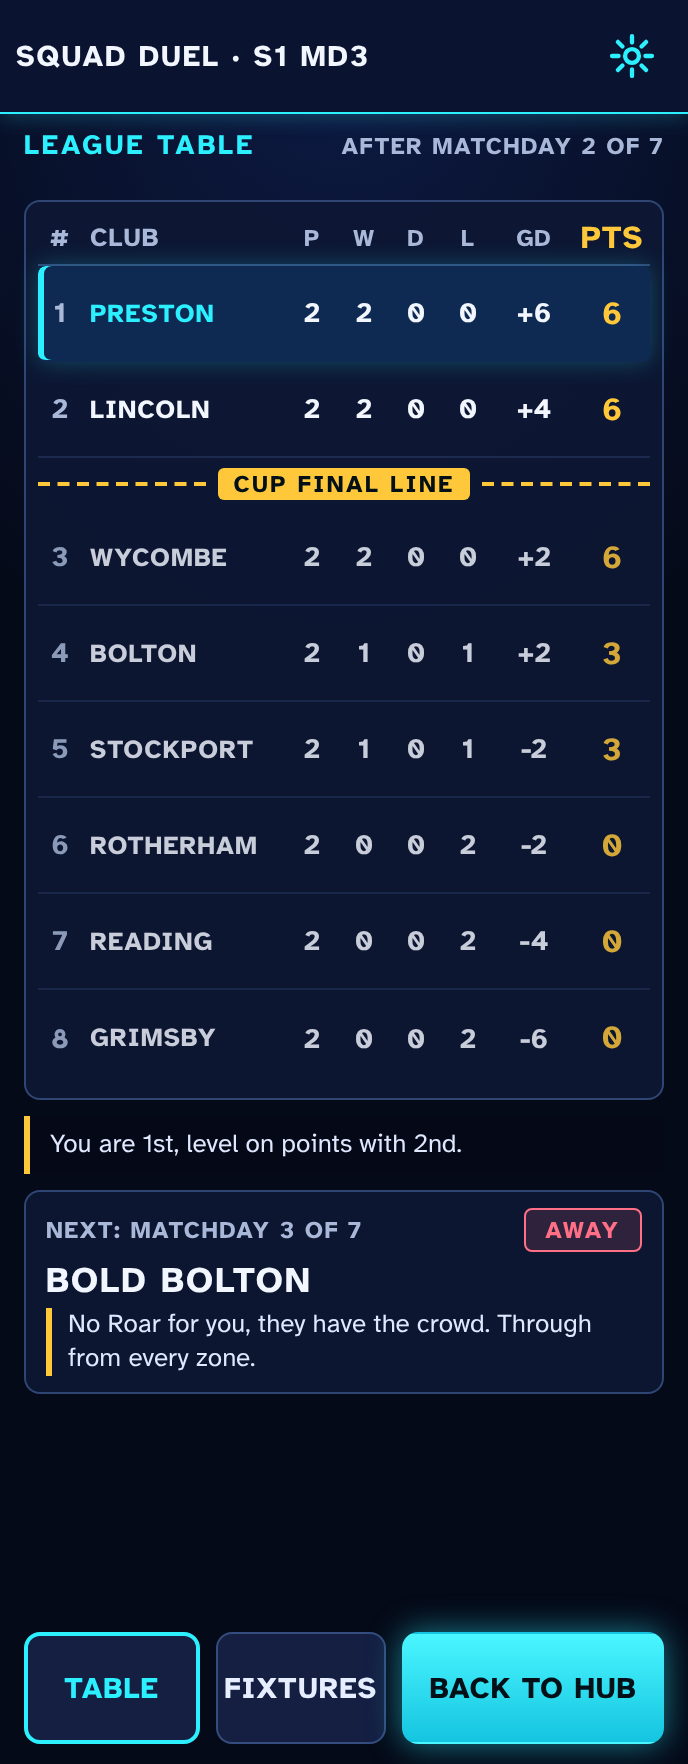 SQUAD DUEL · S1 MD3
LEAGUE TABLE AFTER MATCHDAY 2 OF 7
# CLUB P W D L GD PTS
1 PRESTON 2 2 0 0 +6 6
2 LINCOLN 2 2 0 0 +4 6
CUP FINAL LINE
3 WYCOMBE 2 2 0 0 +2 6
4 BOLTON 2 1 0 1 +2 3
5 STOCKPORT 2 1 0 1 -2 3
6 ROTHERHAM 2 0 0 2 -2 0
7 READING 2 0 0 2 -4 0
8 GRIMSBY 2 0 0 2 -6 0
You are 1st, level on points with 2nd.
NEXT: MATCHDAY 3 OF 7 AWAY
BOLD BOLTON
No Roar for you, they have the crowd. Through
from every zone.
TABLE FIXTURES BACK TO HUB